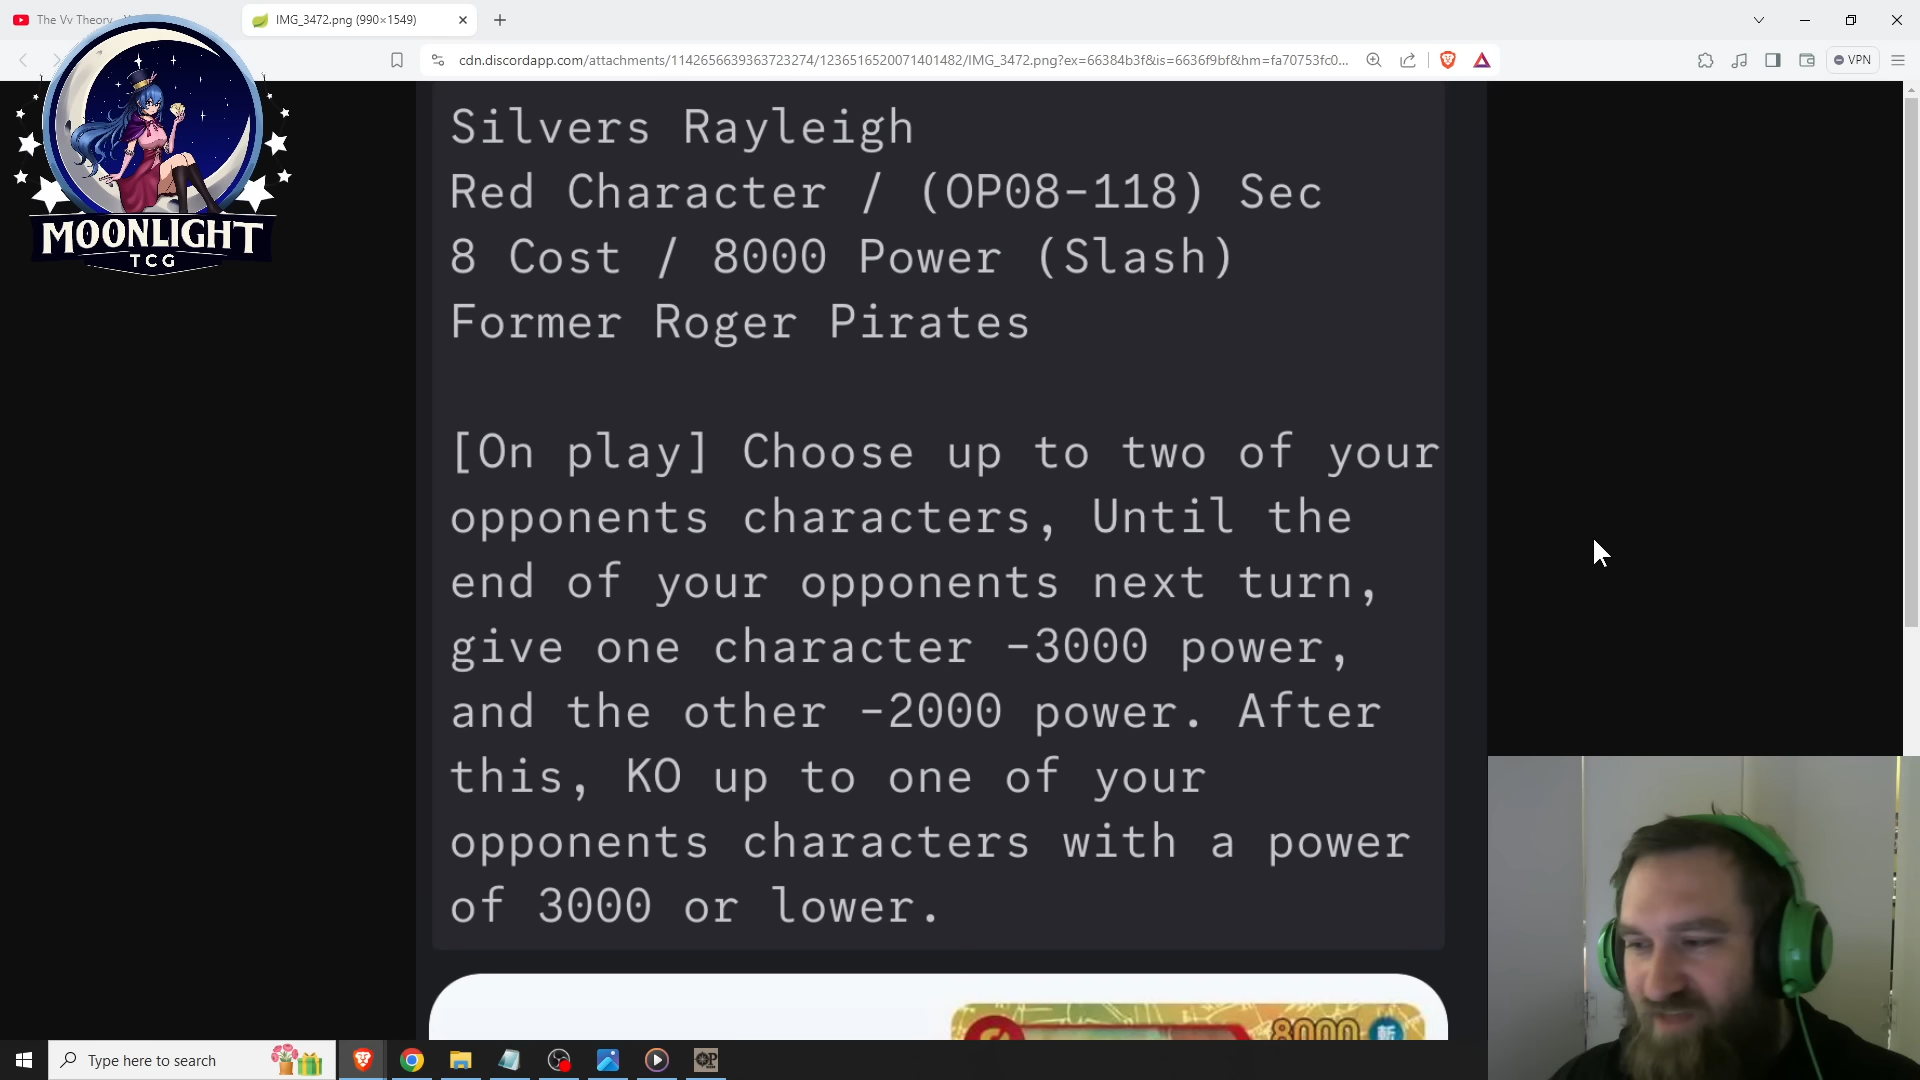 The Vv Theory
IMG_3472.png (990×1549)
cdn.discordapp.com/attachments/1142656639363723274/1236516520071401482/IMG_3472.png?ex=66384b3f&is=6636f9bf&hm=fa70753fc0...
VPN
MOONLIGHT
TCG
Silvers Rayleigh
Red Character / (OP08-118) Sec
8 Cost / 8000 Power (Slash)
Former Roger Pirates
[On play] Choose up to two of your
opponents characters, Until the
end of your opponents next turn,
give one character -3000 power,
and the other -2000 power. After
this, KO up to one of your
opponents characters with a power
of 3000 or lower.
8000 斬
Type here to search
OP